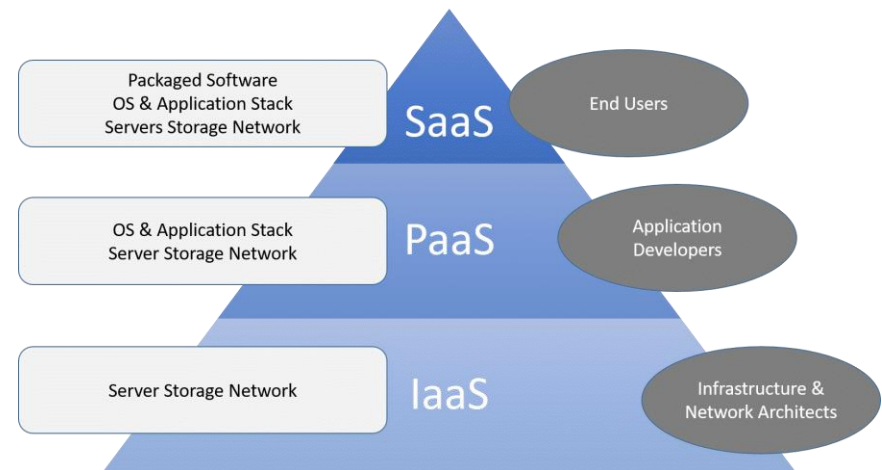 Packaged Software
OS & Application Stack
Servers Storage Network
SaaS
End Users
OS & Application Stack
Server Storage Network
PaaS
Application
Developers
Server Storage Network
IaaS
Infrastructure &
Network Architects